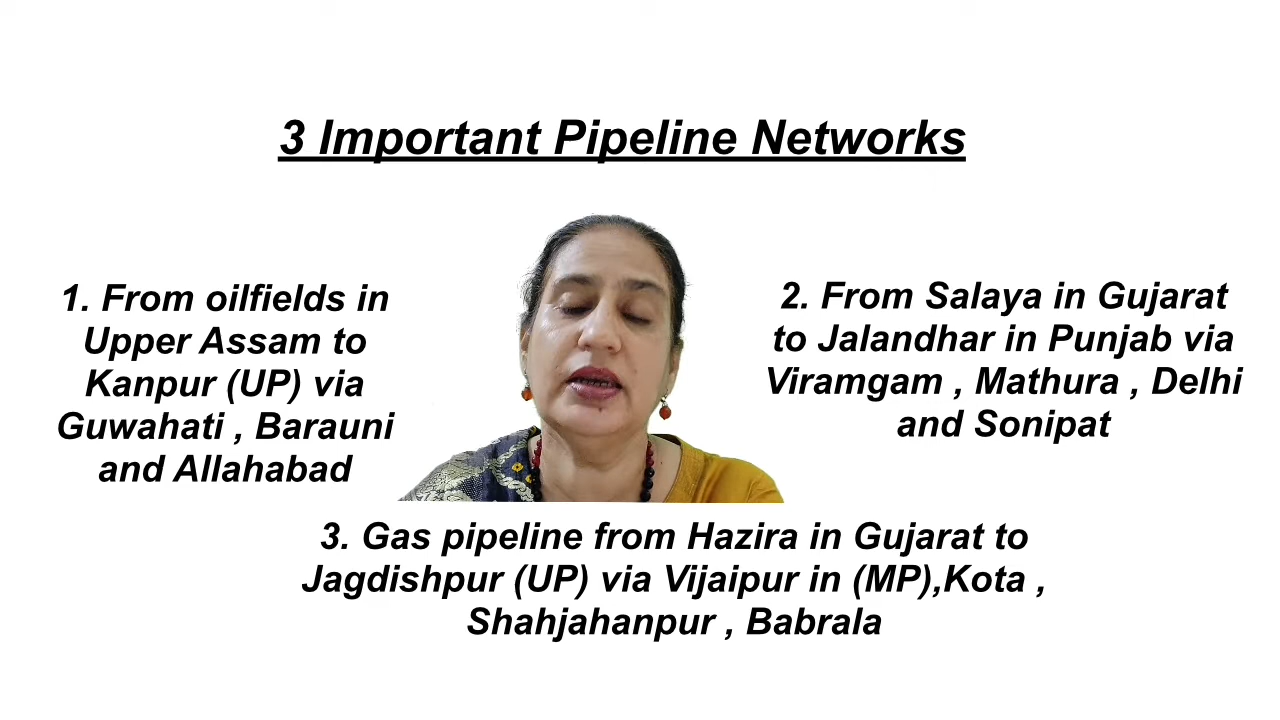 3 Important Pipeline Networks
1. From oilfields in
Upper Assam to
Kanpur (UP) via
Guwahati , Barauni
and Allahabad
2. From Salaya in Gujarat
to Jalandhar in Punjab via
Viramgam , Mathura , Delhi
and Sonipat
3. Gas pipeline from Hazira in Gujarat to
Jagdishpur (UP) via Vijaipur in (MP),Kota ,
Shahjahanpur , Babrala